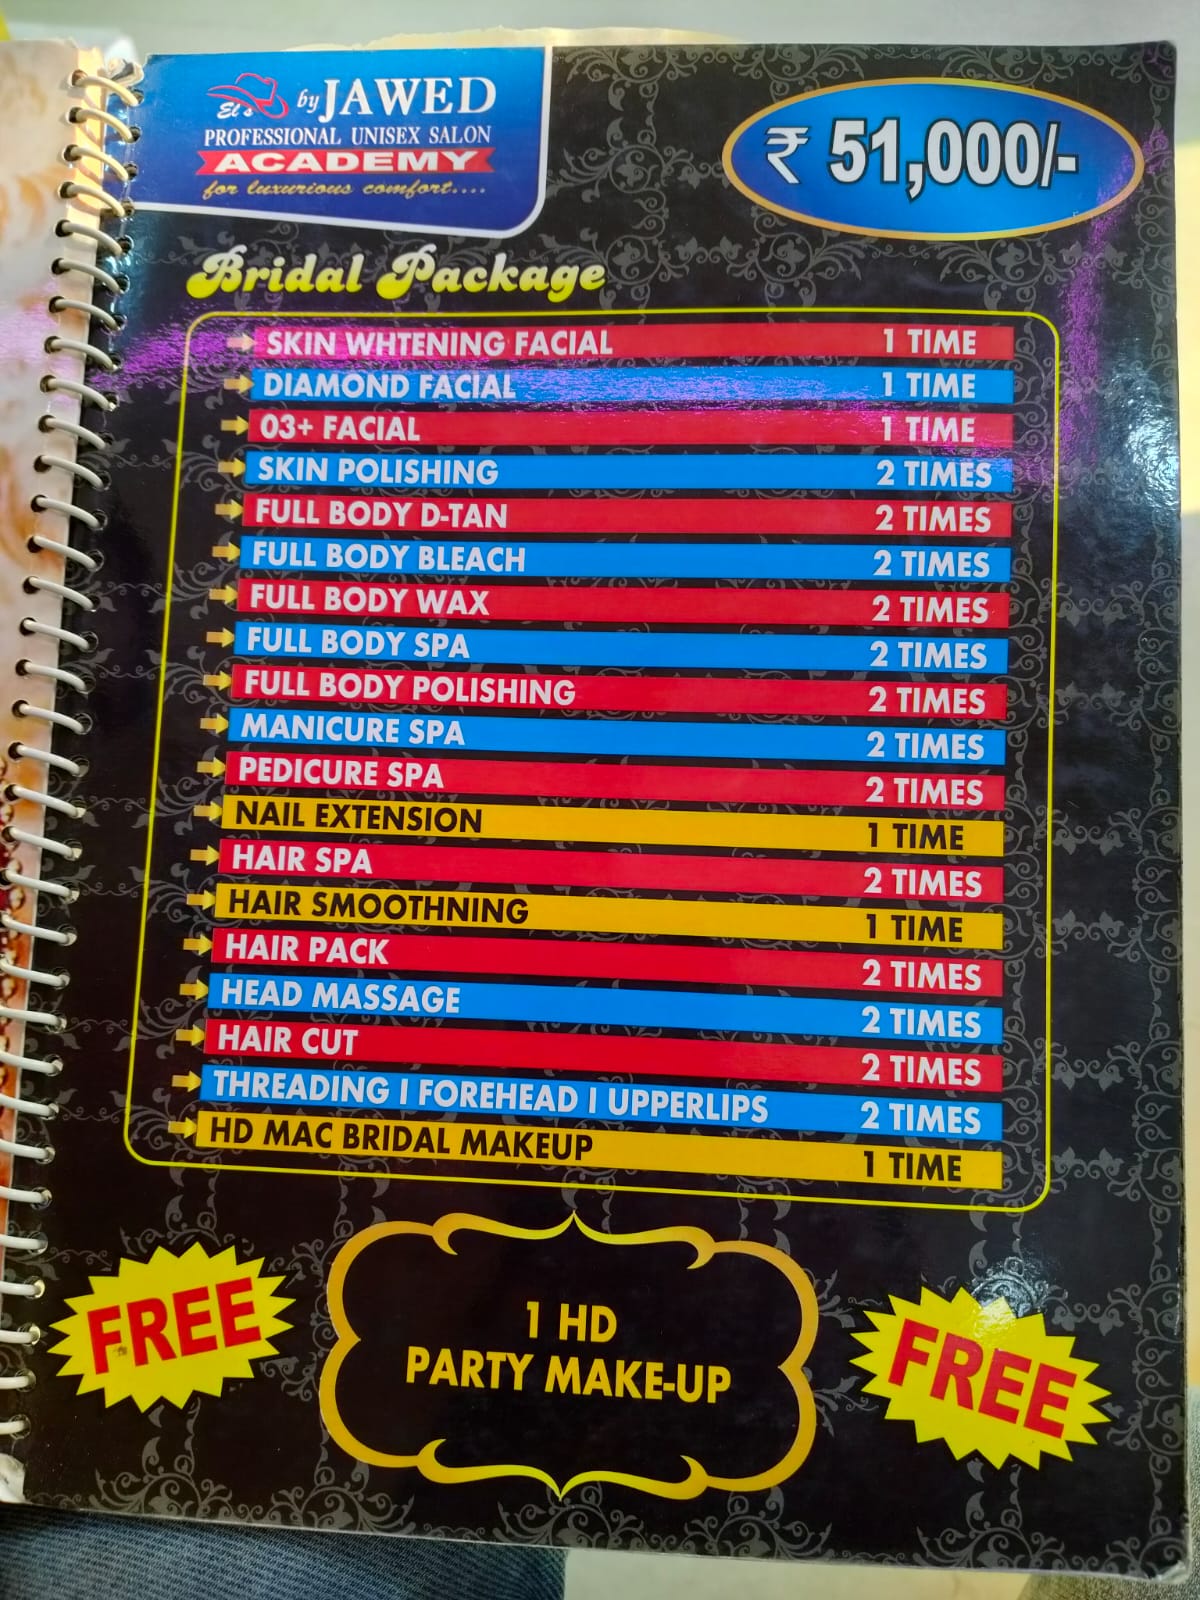 El's by JAWED
PROFESSIONAL UNISEX SALON
ACADEMY
for luxurious comfort....
₹ 51,000/-
Bridal Package
SKIN WHTENING FACIAL 1 TIME
DIAMOND FACIAL 1 TIME
03+ FACIAL 1 TIME
SKIN POLISHING 2 TIMES
FULL BODY D-TAN 2 TIMES
FULL BODY BLEACH 2 TIMES
FULL BODY WAX 2 TIMES
FULL BODY SPA 2 TIMES
FULL BODY POLISHING 2 TIMES
MANICURE SPA 2 TIMES
PEDICURE SPA 2 TIMES
NAIL EXTENSION 1 TIME
HAIR SPA 2 TIMES
HAIR SMOOTHNING 1 TIME
HAIR PACK 2 TIMES
HEAD MASSAGE 2 TIMES
HAIR CUT 2 TIMES
THREADING I FOREHEAD I UPPERLIPS 2 TIMES
HD MAC BRIDAL MAKEUP 1 TIME
FREE
1 HD
PARTY MAKE-UP
FREE